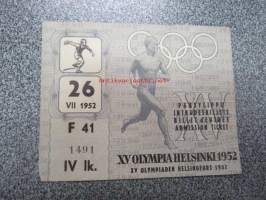 26
VII 1952
F 41
1491
IV lk.
XV
PÄÄSYLIPPU
INTRÄDESBILJETT
BILLET D'ENTRÉE
ADMISSION TICKET
XV OLYMPIA HELSINKI 1952
XV OLYMPIADEN HELSINGFORS 1952